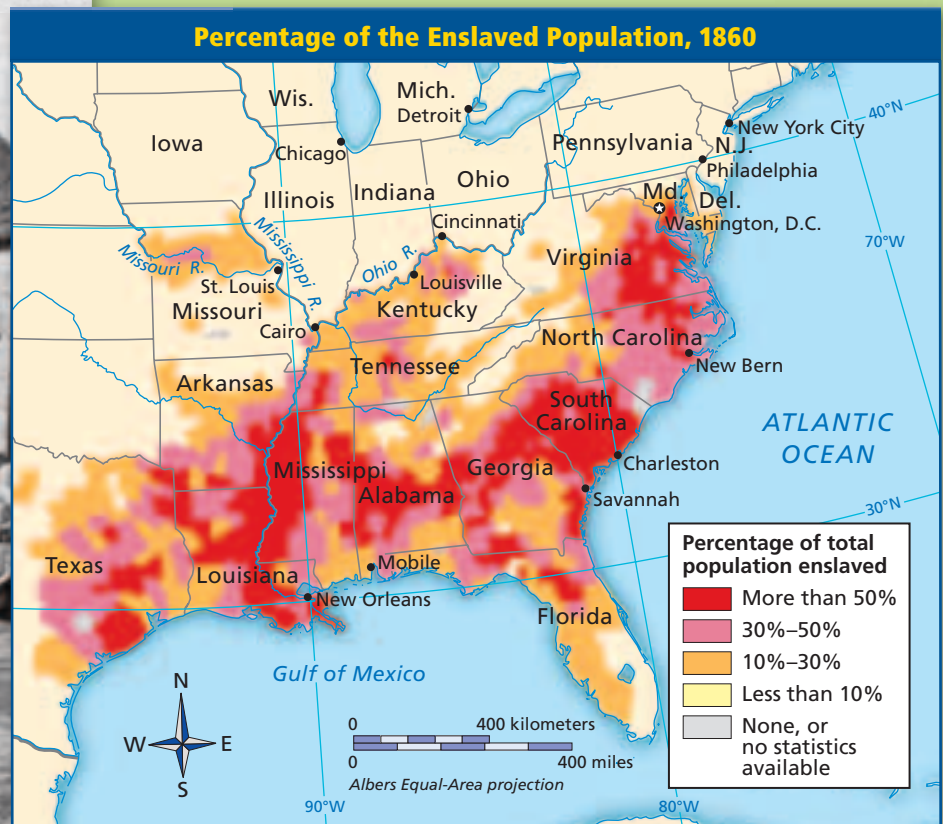 Percentage of the Enslaved Population, 1860
Wis.
Mich.
Detroit
Iowa
Chicago
Pennsylvania
New York City
N.J.
40°N
Philadelphia
Illinois
Indiana
Ohio
Md.
Del.
Cincinnati
Washington, D.C.
Mississippi R.
Missouri R.
Ohio R.
Virginia
70°W
St. Louis
Louisville
Missouri
Kentucky
Cairo
North Carolina
New Bern
Tennessee
Arkansas
South
Carolina
ATLANTIC
OCEAN
Mississippi
Alabama
Georgia
Charleston
Savannah
30°N
Texas
Louisiana
Mobile
New Orleans
Florida
Gulf of Mexico
Percentage of total
population enslaved
More than 50%
30%–50%
10%–30%
Less than 10%
None, or
no statistics
available
N
W
E
S
0
400 kilometers
0
400 miles
Albers Equal-Area projection
90°W
80°W